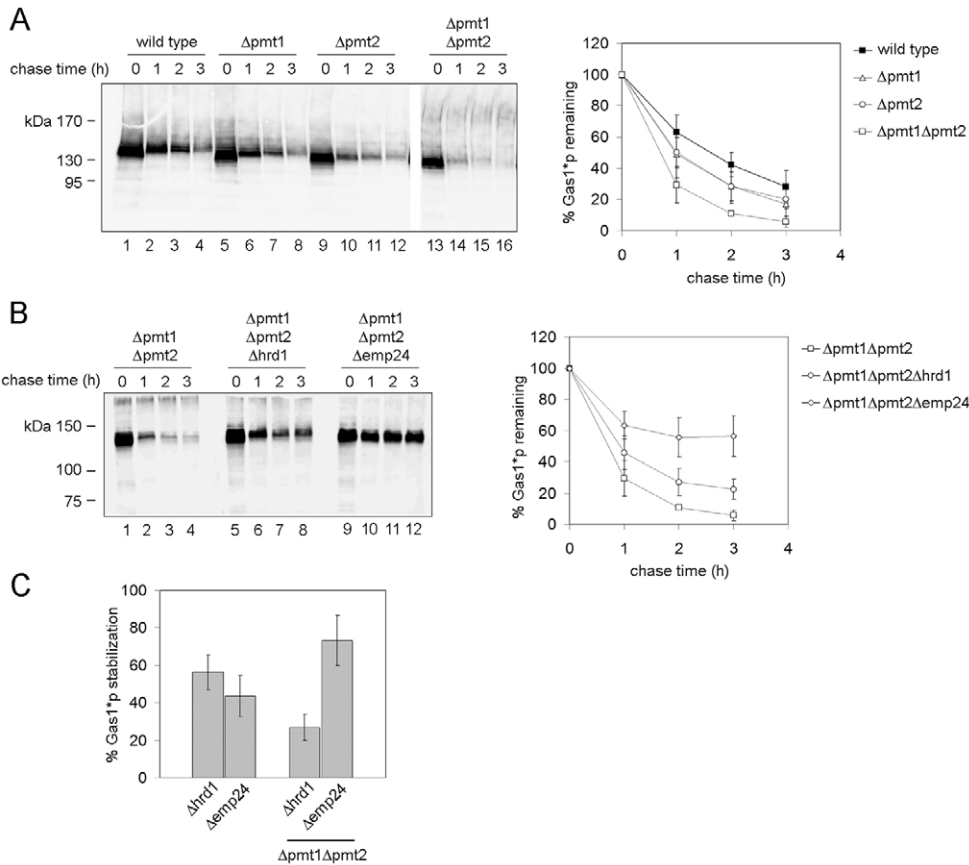 A
wild type
Δpmt1
Δpmt2
Δpmt1
Δpmt2
chase time (h) 0 1 2 3 0 1 2 3 0 1 2 3 0 1 2 3
kDa 170
130
95
1 2 3 4 5 6 7 8 9 10 11 12 13 14 15 16
% Gas1*p remaining
120
100
80
60
40
20
0
0 1 2 3 4
chase time (h)
wild type
Δpmt1
Δpmt2
Δpmt1Δpmt2
B
Δpmt1
Δpmt2
Δpmt1
Δpmt2
Δhrd1
Δpmt1
Δpmt2
Δemp24
chase time (h) 0 1 2 3 0 1 2 3 0 1 2 3
kDa 150
100
75
1 2 3 4 5 6 7 8 9 10 11 12
% Gas1*p remaining
120
100
80
60
40
20
0
0 1 2 3 4
chase time (h)
Δpmt1Δpmt2
Δpmt1Δpmt2Δhrd1
Δpmt1Δpmt2Δemp24
C
% Gas1*p stabilization
100
80
60
40
20
0
Δhrd1
Δemp24
Δhrd1
Δemp24
Δpmt1Δpmt2